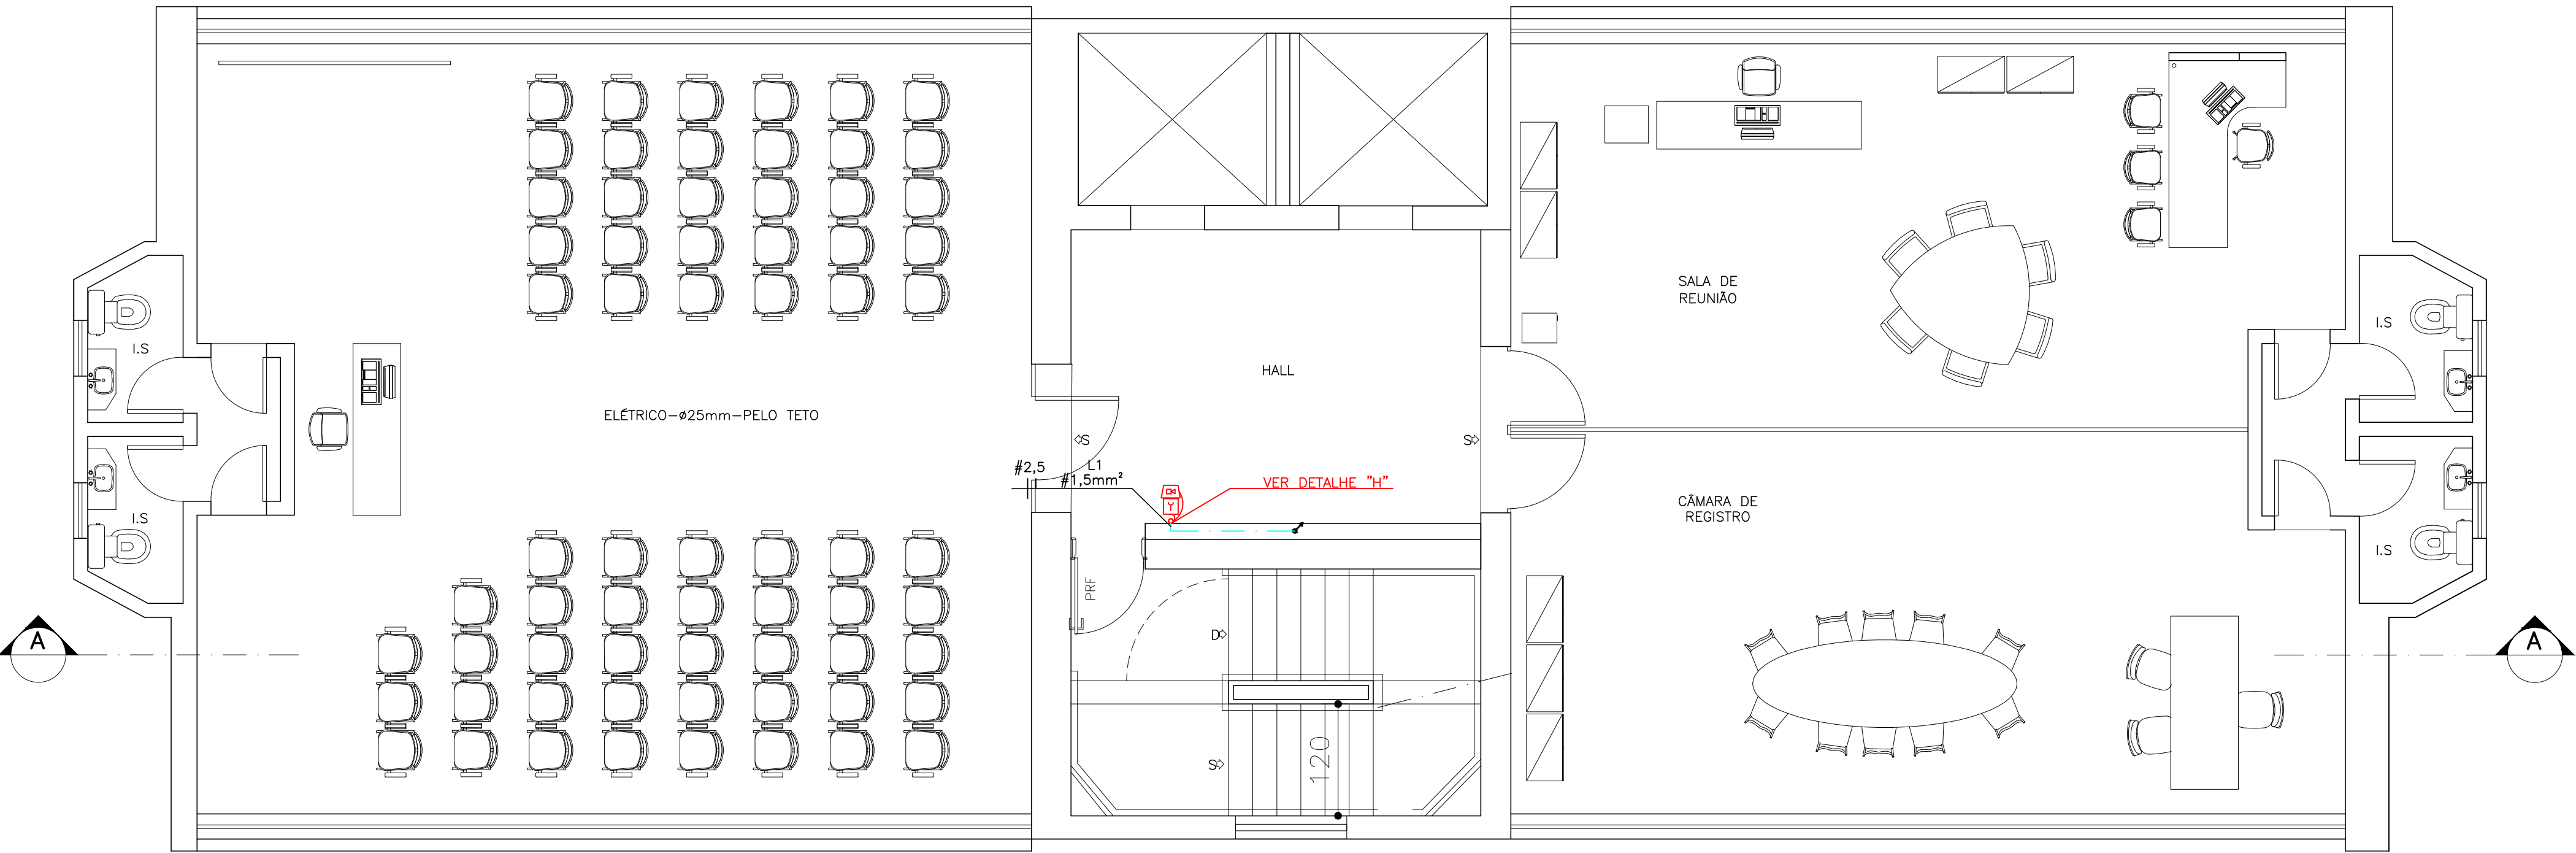 SALA DE
REUNIÃO
I.S
I.S
HALL
ELÉTRICO-ø25mm-PELO TETO
S
S
#2,5
L1
#1,5mm²
VER DETALHE "H"
Y
CÂMARA DE
REGISTRO
I.S
I.S
PRF
D
A
A
S
120